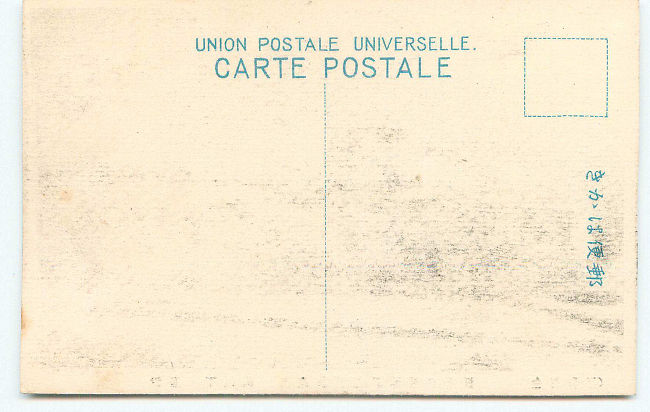 UNION POSTALE UNIVERSELLE.
CARTE POSTALE
郵便はかき